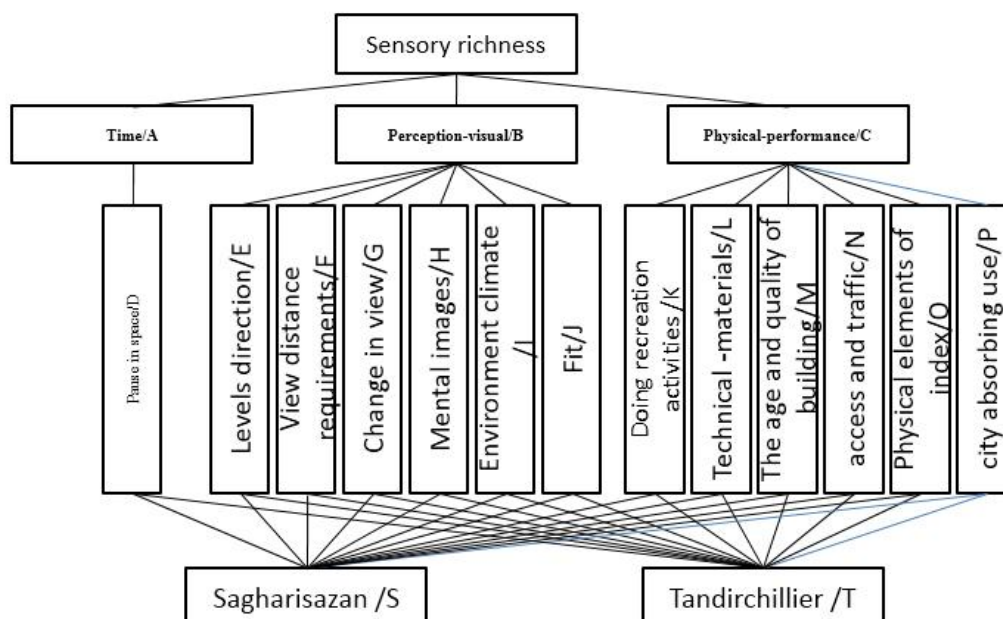 Sensory richness
Time/A
Perception-visual/B
Physical-performance/C
Pause in space/D
Levels direction/E
View distance
requirements/F
Change in view/G
Mental images/H
Environment climate
/I
Fit/J
Doing recreation
activities /K
Technical -materials/L
The age and quality of
building/M
access and traffic/N
Physical elements of
index/O
city absorbing use/P
Sagharisazan /S
Tandirchillier /T